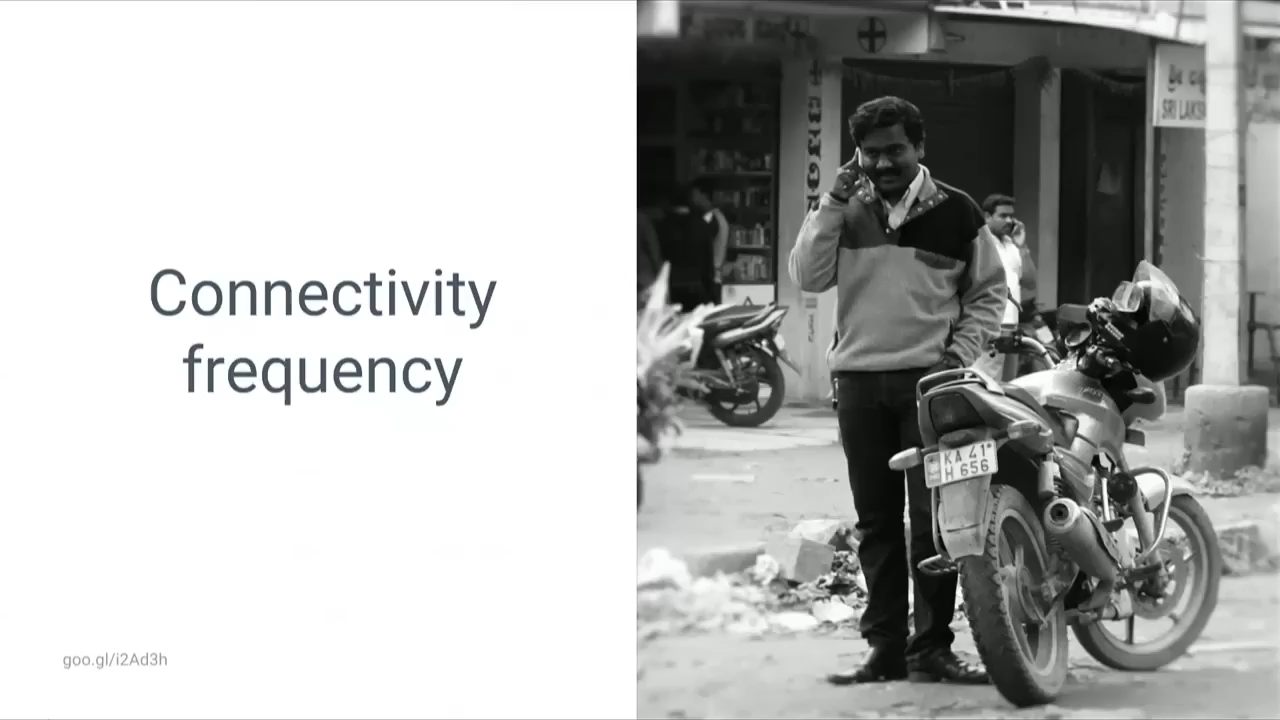 Connectivity
frequency
goo.gl/i2Ad3h
SRI LAKS
KA 41
H 656